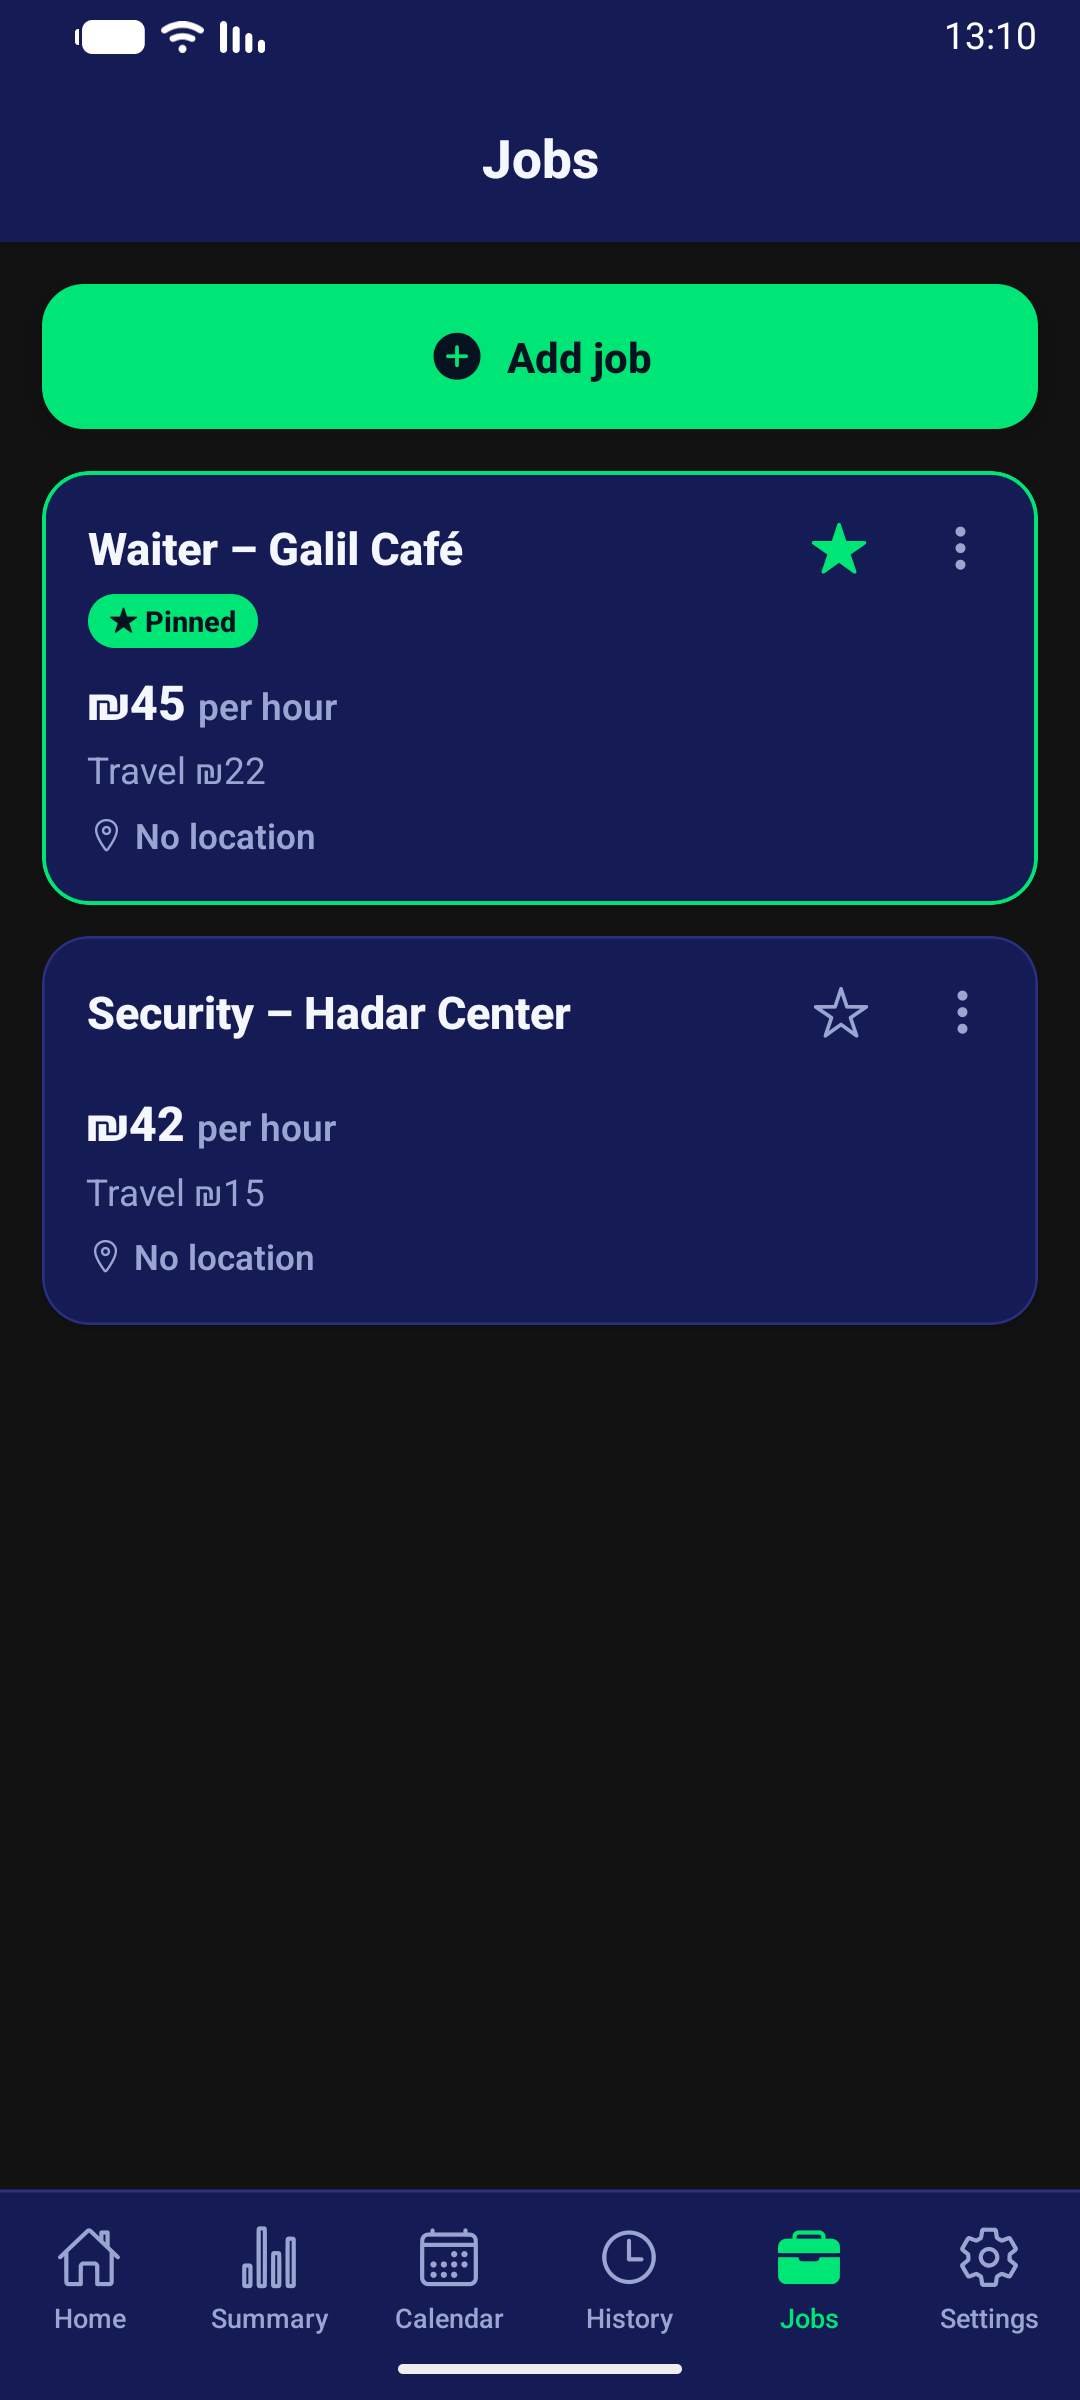 13:10
Jobs
Add job
Waiter – Galil Café
★ Pinned
₪45 per hour
Travel ₪22
No location
Security – Hadar Center
₪42 per hour
Travel ₪15
No location
Home
Summary
Calendar
History
Jobs
Settings